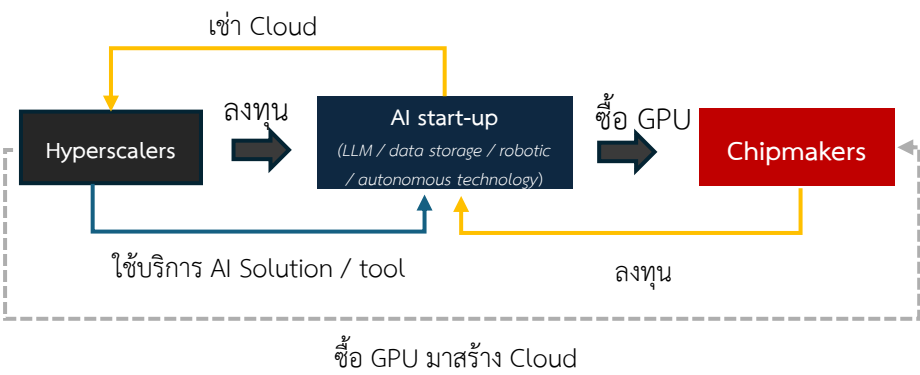 เช่า Cloud
ลงทุน
ซื้อ GPU
Hyperscalers
AI start-up
(LLM / data storage / robotic
/ autonomous technology)
Chipmakers
ใช้บริการ AI Solution / tool
ลงทุน
ซื้อ GPU มาสร้าง Cloud